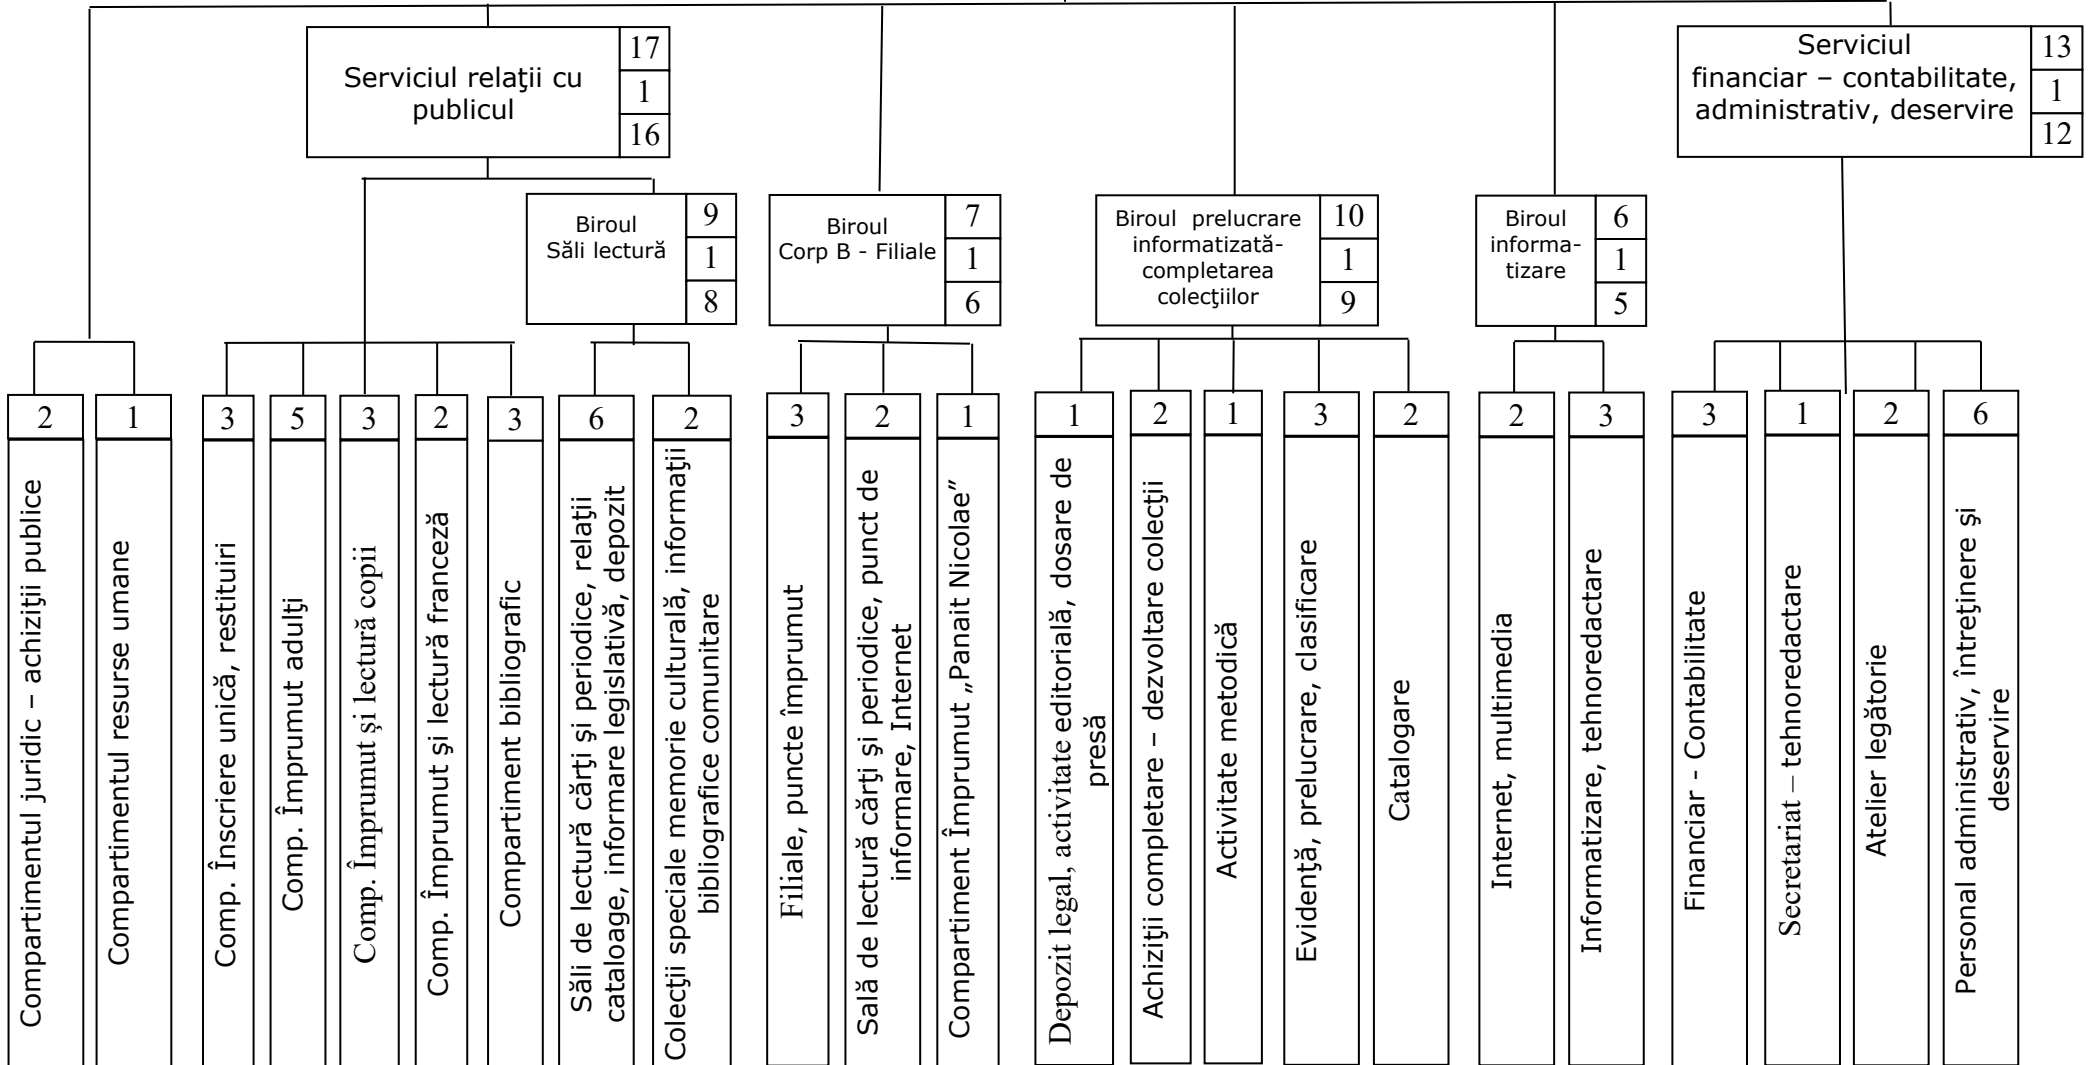 Serviciul relaţii cu
publicul
17
1
16
Serviciul
financiar – contabilitate,
administrativ, deservire
13
1
12
Biroul
Săli lectură
9
1
8
Biroul
Corp B - Filiale
7
1
6
Biroul prelucrare
informatizată-
completarea
colecţiilor
10
1
9
Biroul
informa-
tizare
6
1
5
2
Compartimentul juridic – achiziţii publice
1
Compartimentul resurse umane
3
Comp. Înscriere unică, restituiri
5
Comp. Împrumut adulţi
3
Comp. Împrumut şi lectură copii
2
Comp. Împrumut şi lectură franceză
3
Compartiment bibliografic
6
Săli de lectură cărţi şi periodice, relaţii
cataloage, informare legislativă, depozit
2
Colecţii speciale memorie culturală, informaţii
bibliografice comunitare
3
Filiale, puncte împrumut
2
Sală de lectură cărţi şi periodice, punct de
informare, Internet
1
Compartiment Împrumut „Panait Nicolae”
1
Depozit legal, activitate editorială, dosare de
presă
2
Achiziţii completare – dezvoltare colecţii
1
Activitate metodică
3
Evidenţă, prelucrare, clasificare
2
Catalogare
2
Internet, multimedia
3
Informatizare, tehnoredactare
3
Financiar - Contabilitate
1
Secretariat – tehnoredactare
2
Atelier legătorie
6
Personal administrativ, întreţinere şi
deservire